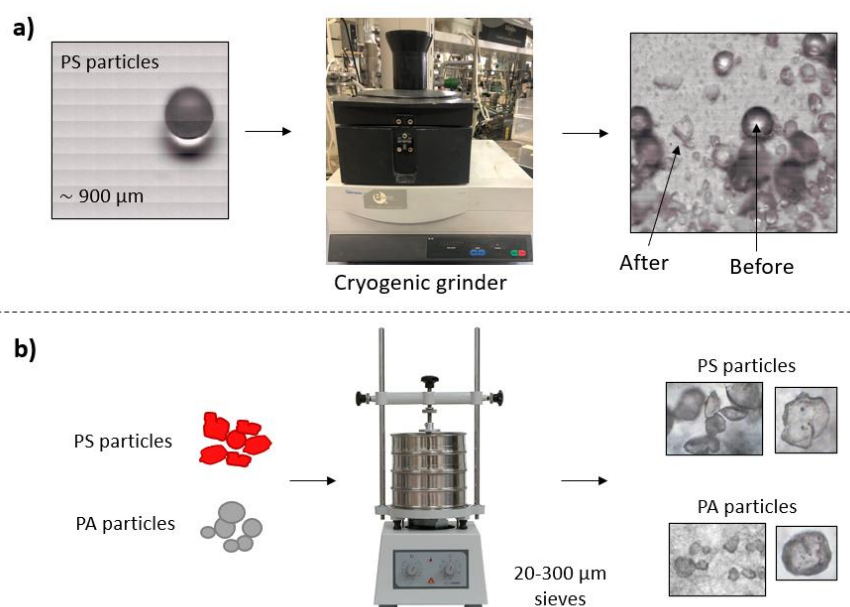 a)
PS particles
~ 900 µm
Cryogenic grinder
After
Before
b)
PS particles
PA particles
20-300 µm
sieves
PS particles
PA particles